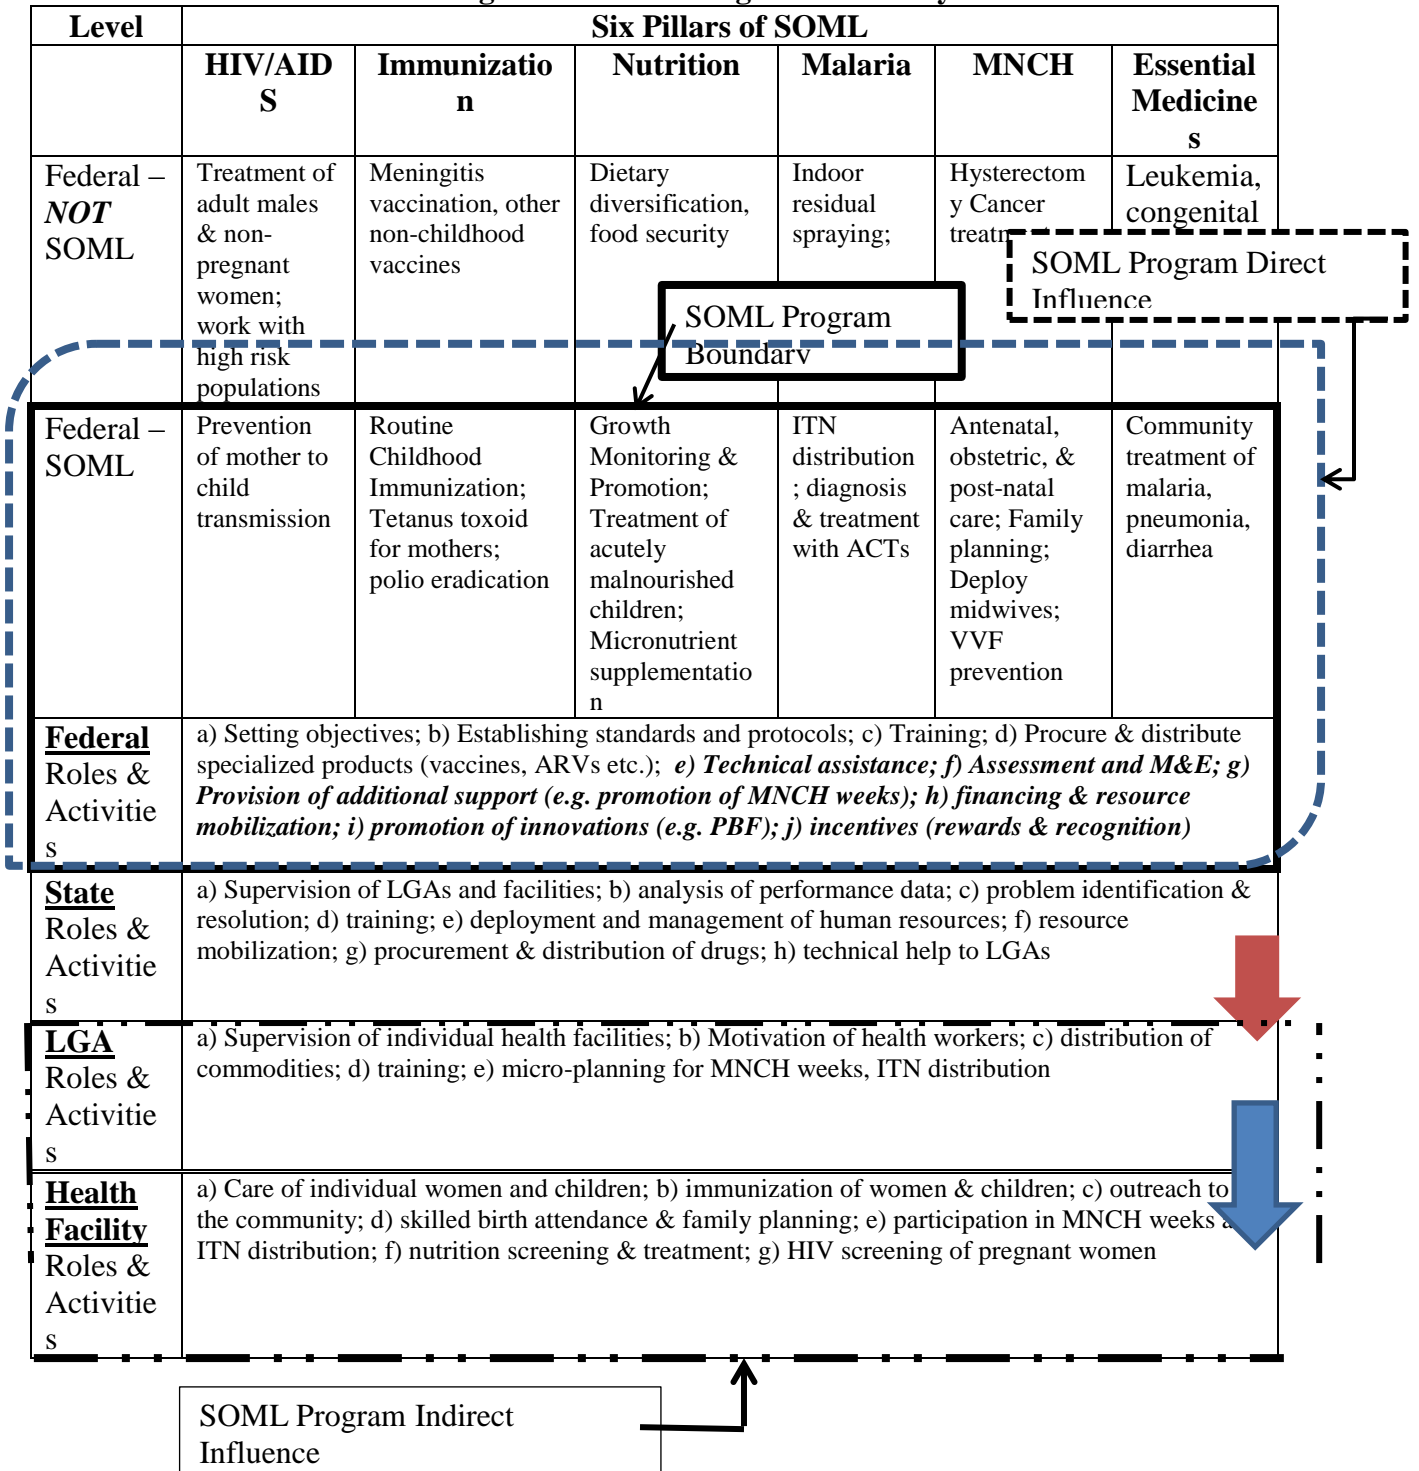 Level
Six Pillars of SOML
HIV/AID
S
Immunizatio
n
Nutrition
Malaria
MNCH
Essential
Medicine
s
Federal –
NOT
SOML
Treatment of
adult males
& non-
pregnant
women;
work with
high risk
populations
Meningitis
vaccination, other
non-childhood
vaccines
Dietary
diversification,
food security
Indoor
residual
spraying;
Hysterectom
y Cancer
Leukemia,
congenital
SOML Program Direct
Influence
SOML Program
Boundary
Federal –
SOML
Prevention
of mother to
child
transmission
Routine
Childhood
Immunization;
Tetanus toxoid
for mothers;
polio eradication
Growth
Monitoring &
Promotion;
Treatment of
acutely
malnourished
children;
Micronutrient
supplementatio
n
ITN
distribution
; diagnosis
& treatment
with ACTs
Antenatal,
obstetric, &
post-natal
care; Family
planning;
Deploy
midwives;
VVF
prevention
Community
treatment of
malaria,
pneumonia,
diarrhea
Federal
Roles &
Activitie
s
a) Setting objectives; b) Establishing standards and protocols; c) Training; d) Procure & distribute
specialized products (vaccines, ARVs etc.); e) Technical assistance; f) Assessment and M&E; g)
Provision of additional support (e.g. promotion of MNCH weeks); h) financing & resource
mobilization; i) promotion of innovations (e.g. PBF); j) incentives (rewards & recognition)
State
Roles &
Activitie
s
a) Supervision of LGAs and facilities; b) analysis of performance data; c) problem identification &
resolution; d) training; e) deployment and management of human resources; f) resource
mobilization; g) procurement & distribution of drugs; h) technical help to LGAs
LGA
Roles &
Activitie
s
a) Supervision of individual health facilities; b) Motivation of health workers; c) distribution of
commodities; d) training; e) micro-planning for MNCH weeks, ITN distribution
Health
Facility
Roles &
Activitie
s
a) Care of individual women and children; b) immunization of women & children; c) outreach to
the community; d) skilled birth attendance & family planning; e) participation in MNCH weeks
ITN distribution; f) nutrition screening & treatment; g) HIV screening of pregnant women
SOML Program Indirect
Influence